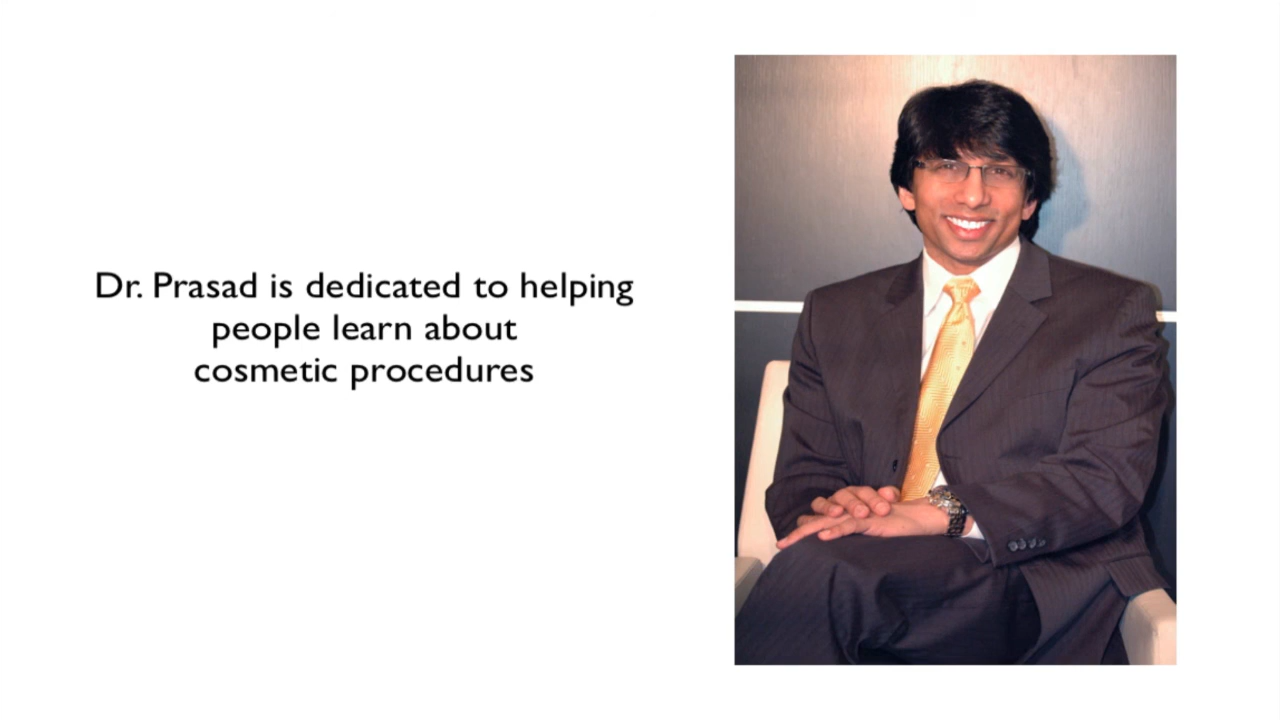 Dr. Prasad is dedicated to helping
people learn about
cosmetic procedures